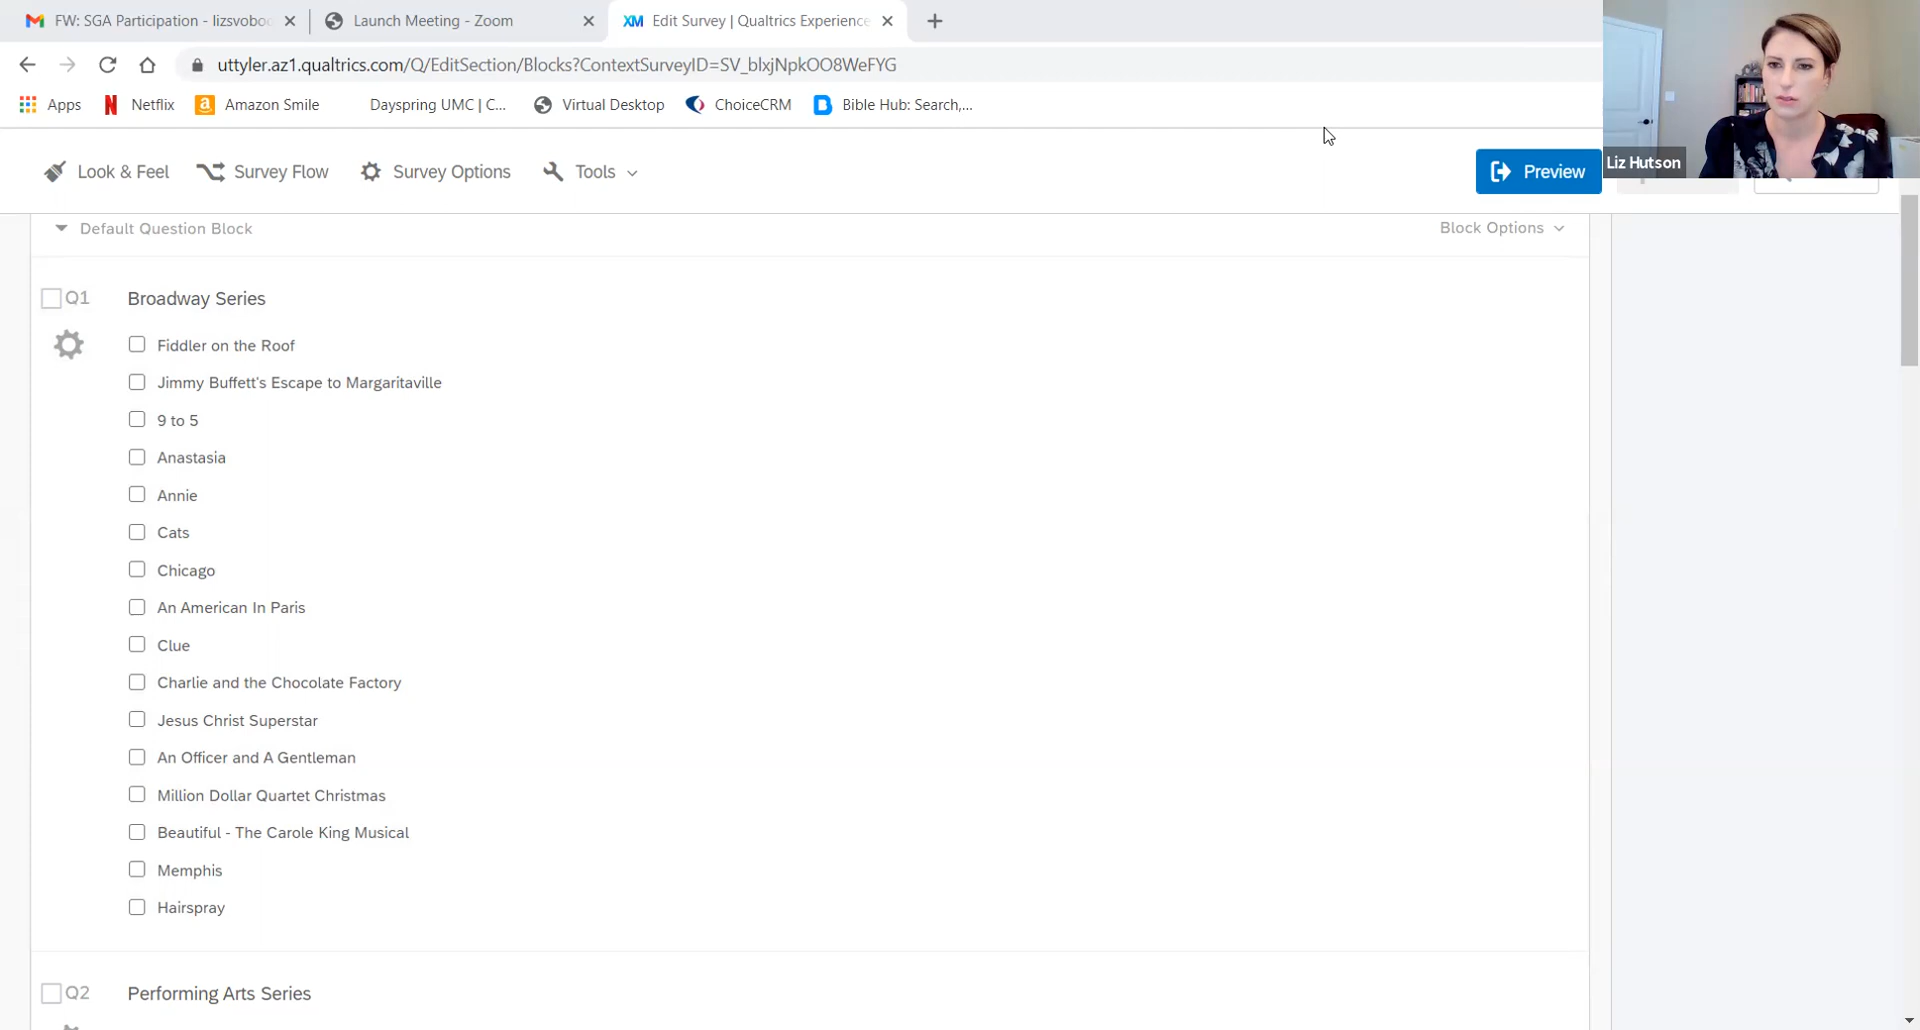 FW: SGA Participation - lizsvobo
Launch Meeting - Zoom
XM Edit Survey | Qualtrics Experience
uttyler.az1.qualtrics.com/Q/EditSection/Blocks?ContextSurveyID=SV_blxjNpkOO8WeFYG
Apps
Netflix
Amazon Smile
Dayspring UMC | C...
Virtual Desktop
ChoiceCRM
Bible Hub: Search,...
Look & Feel
Survey Flow
Survey Options
Tools
Preview
Liz Hutson
Default Question Block
Block Options
Q1 Broadway Series
Fiddler on the Roof
Jimmy Buffett's Escape to Margaritaville
9 to 5
Anastasia
Annie
Cats
Chicago
An American In Paris
Clue
Charlie and the Chocolate Factory
Jesus Christ Superstar
An Officer and A Gentleman
Million Dollar Quartet Christmas
Beautiful - The Carole King Musical
Memphis
Hairspray
Q2 Performing Arts Series